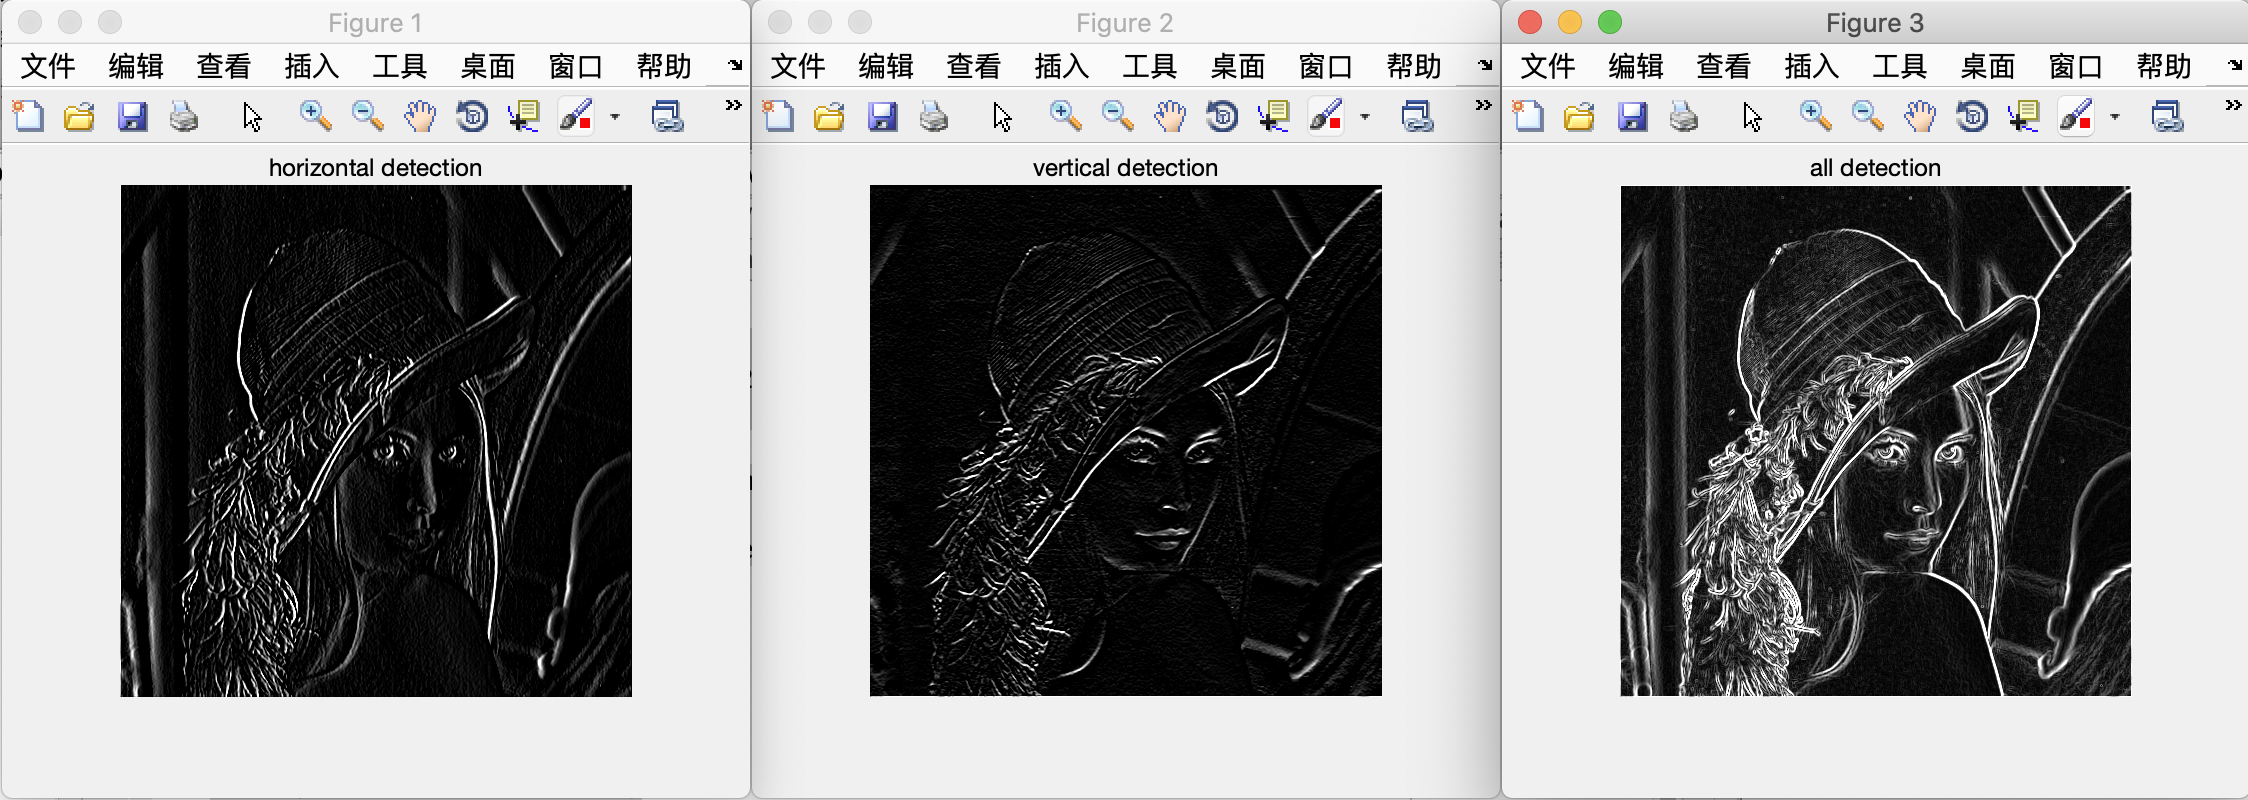 Figure 1
文件 编辑 查看 插入 工具 桌面 窗口 帮助
horizontal detection
Figure 2
文件 编辑 查看 插入 工具 桌面 窗口 帮助
vertical detection
Figure 3
文件 编辑 查看 插入 工具 桌面 窗口 帮助
all detection